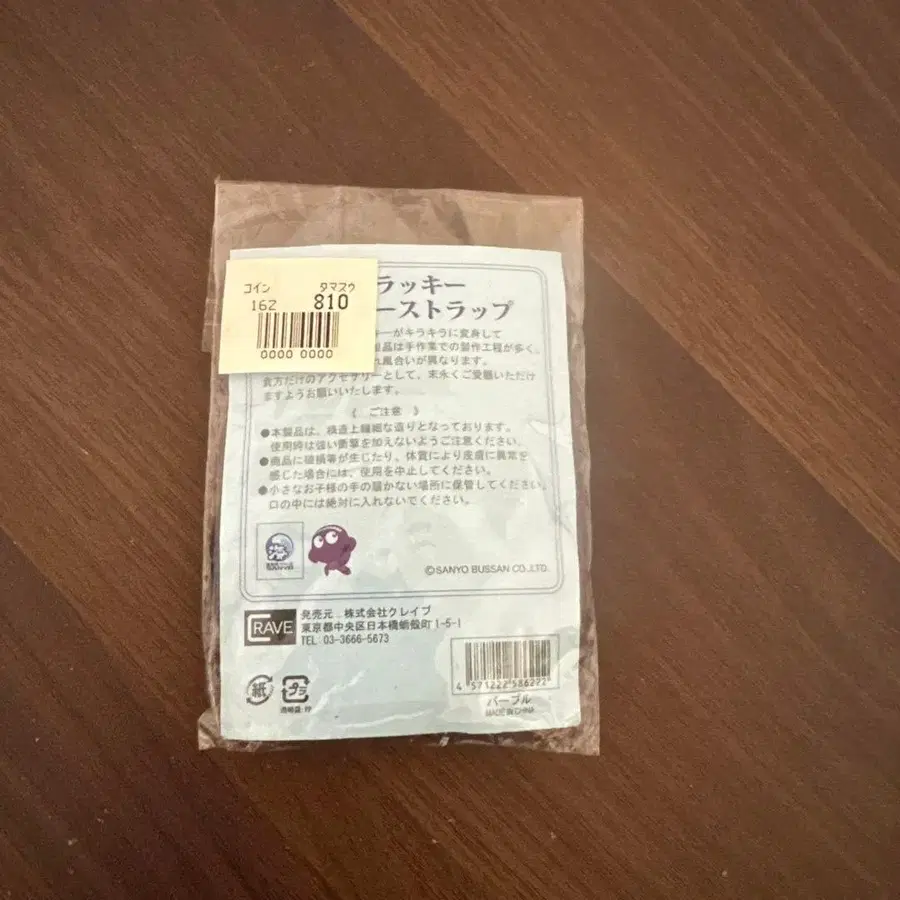 コイン タマスウ
162 810
0000 0000
ラッキー
ーストラップ
ーがキラキラに変身して
製品は手作業での製作工程が多く、
れ風合いが異なります。
貴方だけのアクセサリーとして、末永くご愛顧いただけ
ますようお願いいたします。
《 ご注意 》
●本製品は、構造上繊細な造りとなっております。
使用時は強い衝撃を加えないようご注意ください。
●商品に破損等が生じたり、体質により皮膚に異常を
感じた場合には、使用を中止してください。
●小さなお子様の手の届かない場所に保管してください。
口の中には絶対に入れないでください。
海
©SANYO BUSSAN CO.,LTD.
CRAVE
発売元 : 株式会社クレイブ
東京都中央区日本橋蛎殻町1-5-1
TEL 03-3666-5673
紙
プラ
4 571222 586222
パープル
MADE IN CHINA